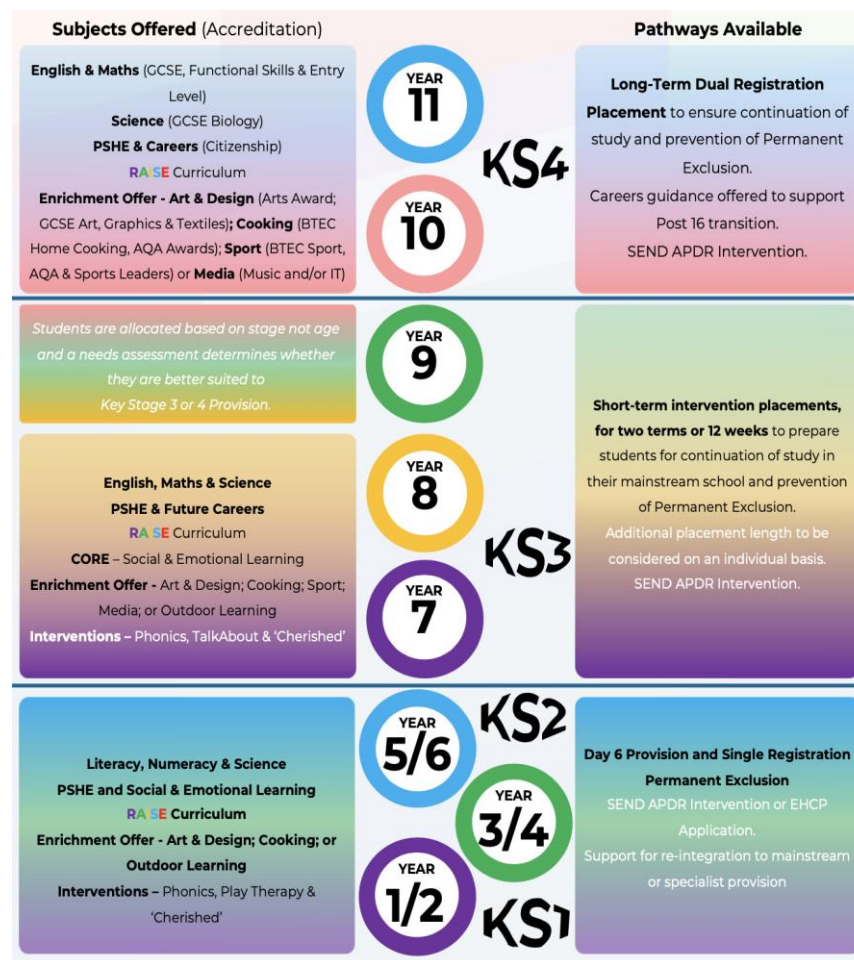 Subjects Offered (Accreditation)
English & Maths (GCSE, Functional Skills & Entry
Level)
Science (GCSE Biology)
PSHE & Careers (Citizenship)
RAISE Curriculum
Enrichment Offer - Art & Design (Arts Award;
GCSE Art, Graphics & Textiles); Cooking (BTEC
Home Cooking, AQA Awards); Sport (BTEC Sport,
AQA & Sports Leaders) or Media (Music and/or IT)
YEAR
11
YEAR
10
KS4
Pathways Available
Long-Term Dual Registration
Placement to ensure continuation of
study and prevention of Permanent
Exclusion.
Careers guidance offered to support
Post 16 transition.
SEND APDR Intervention.
Students are allocated based on stage not age
and a needs assessment determines whether
they are better suited to
Key Stage 3 or 4 Provision.
English, Maths & Science
PSHE & Future Careers
RAISE Curriculum
CORE – Social & Emotional Learning
Enrichment Offer - Art & Design; Cooking; Sport;
Media; or Outdoor Learning
Interventions – Phonics, TalkAbout & ‘Cherished’
YEAR
9
YEAR
8
YEAR
7
KS3
Short-term intervention placements,
for two terms or 12 weeks to prepare
students for continuation of study in
their mainstream school and prevention
of Permanent Exclusion.
Additional placement length to be
considered on an individual basis.
SEND APDR Intervention.
Literacy, Numeracy & Science
PSHE and Social & Emotional Learning
RAISE Curriculum
Enrichment Offer - Art & Design; Cooking; or
Outdoor Learning
Interventions – Phonics, Play Therapy &
‘Cherished’
YEAR
5/6
KS2
YEAR
3/4
YEAR
1/2
KS1
Day 6 Provision and Single Registration
Permanent Exclusion
SEND APDR Intervention or EHCP
Application.
Support for re-integration to mainstream
or specialist provision